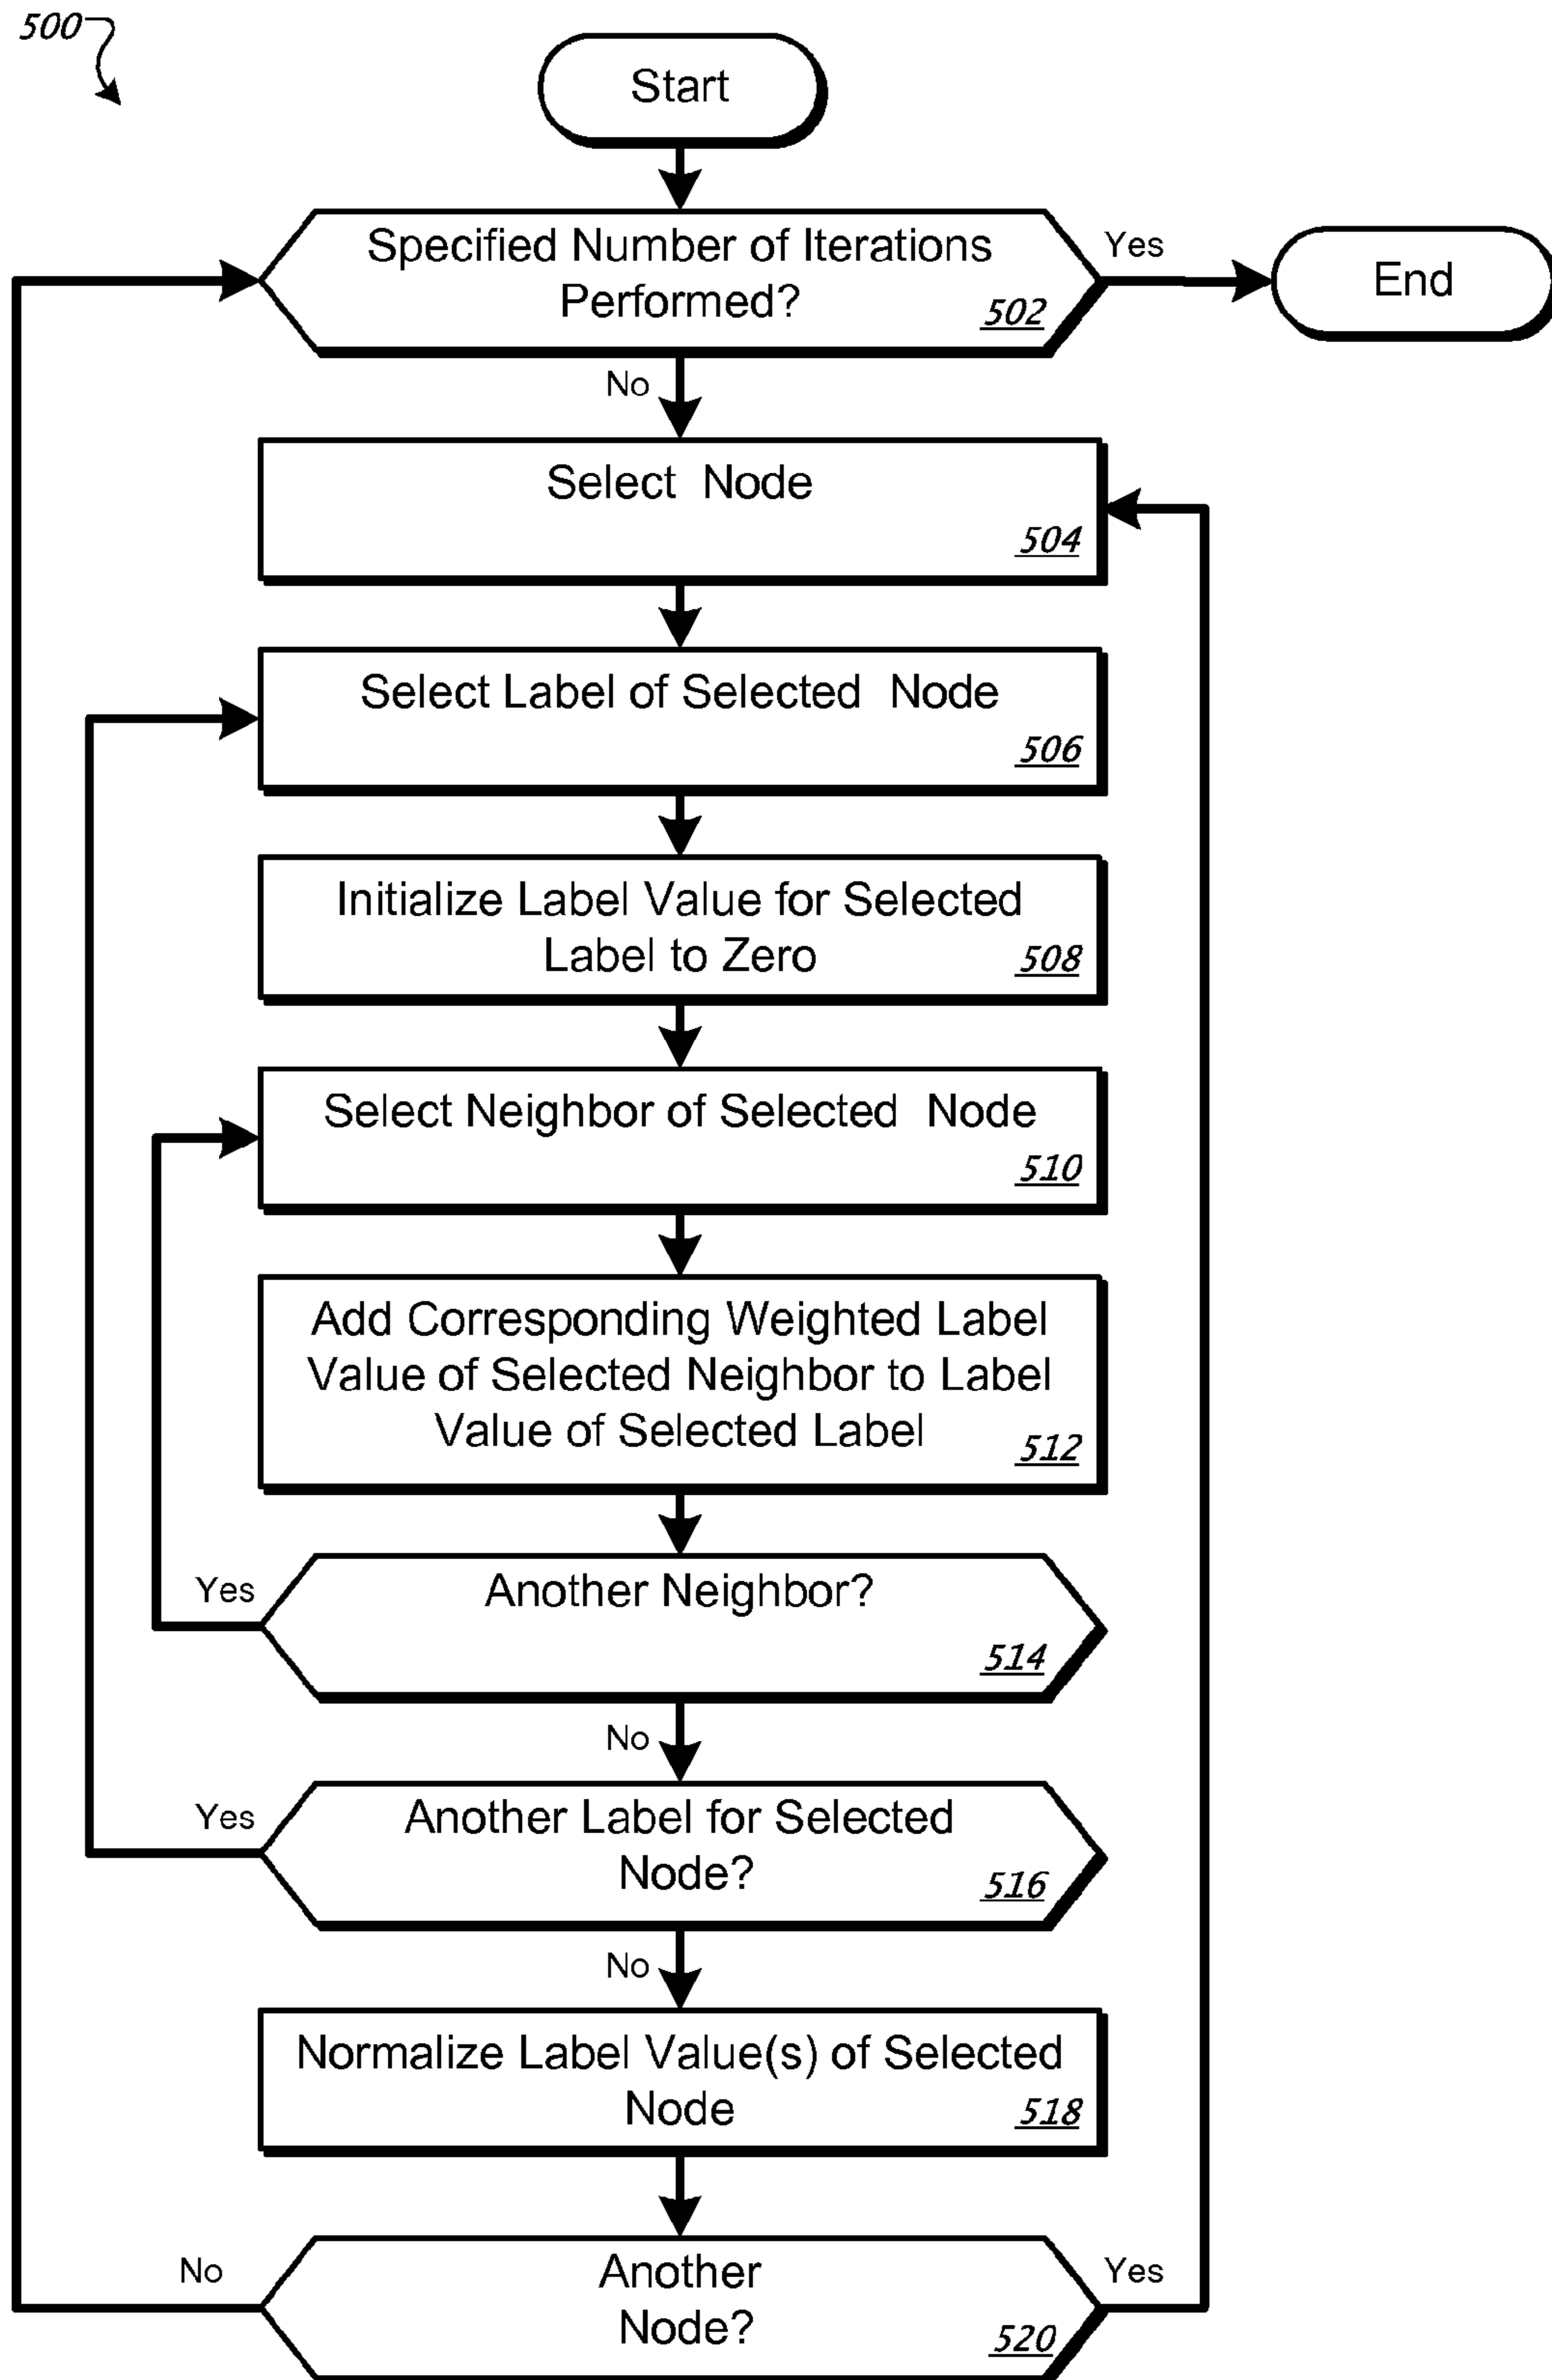 500
Start
Specified Number of Iterations
Performed?
502
Yes
End
No
Select Node
504
Select Label of Selected Node
506
Initialize Label Value for Selected
Label to Zero
508
Select Neighbor of Selected Node
510
Add Corresponding Weighted Label
Value of Selected Neighbor to Label
Value of Selected Label
512
Another Neighbor?
Yes
514
No
Another Label for Selected
Node?
Yes
516
No
Normalize Label Value(s) of Selected
Node
518
No
Another
Node?
Yes
520